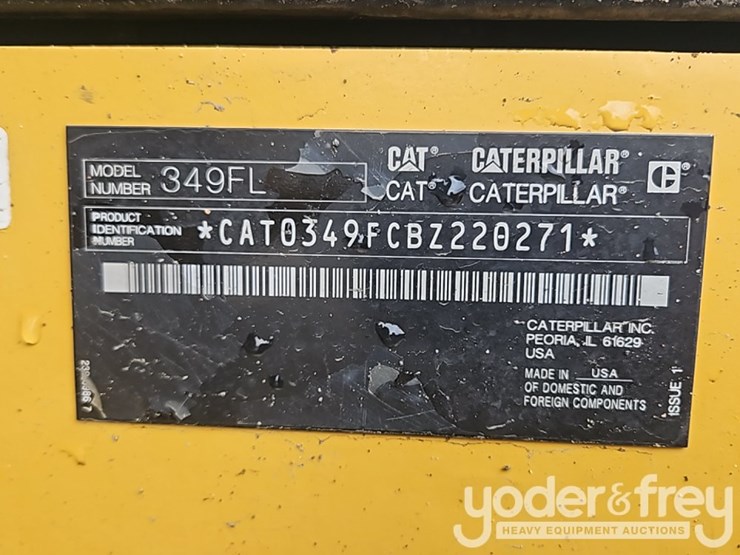 CAT® CATERPILLAR®
CAT® CATERPILLAR®
MODEL NUMBER 349FL
PRODUCT IDENTIFICATION NUMBER *CAT0349FCBZ220271*
CATERPILLAR INC.
PEORIA, IL 61629
USA
MADE IN USA
OF DOMESTIC AND
FOREIGN COMPONENTS
ISSUE 1
yoder&frey
HEAVY EQUIPMENT AUCTIONS